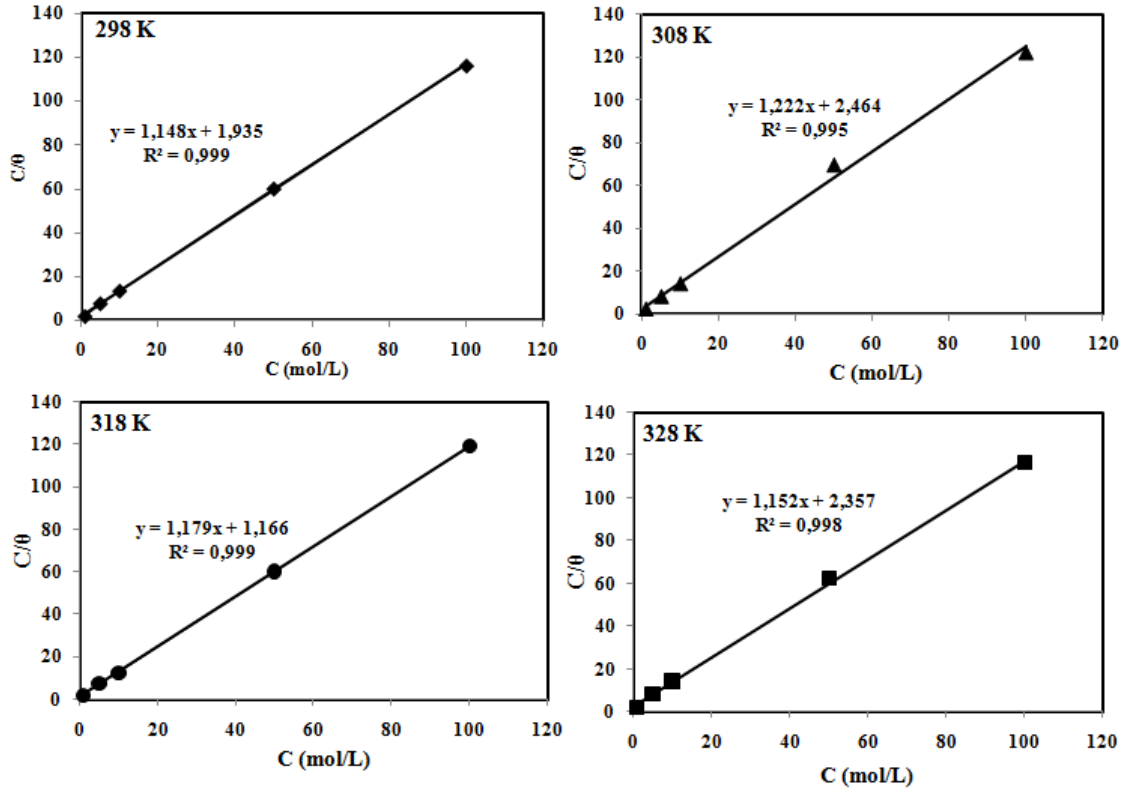 298 K
y = 1,148x + 1,935
R² = 0,999
C/θ
140
120
100
80
60
40
20
0
0 20 40 60 80 100 120
C (mol/L)
308 K
y = 1,222x + 2,464
R² = 0,995
C/θ
140
120
100
80
60
40
20
0
0 20 40 60 80 100 120
C (mol/L)
318 K
y = 1,179x + 1,166
R² = 0,999
C/θ
140
120
100
80
60
40
20
0
0 20 40 60 80 100 120
C (mol/L)
328 K
y = 1,152x + 2,357
R² = 0,998
C/θ
140
120
100
80
60
40
20
0
0 20 40 60 80 100 120
C (mol/L)